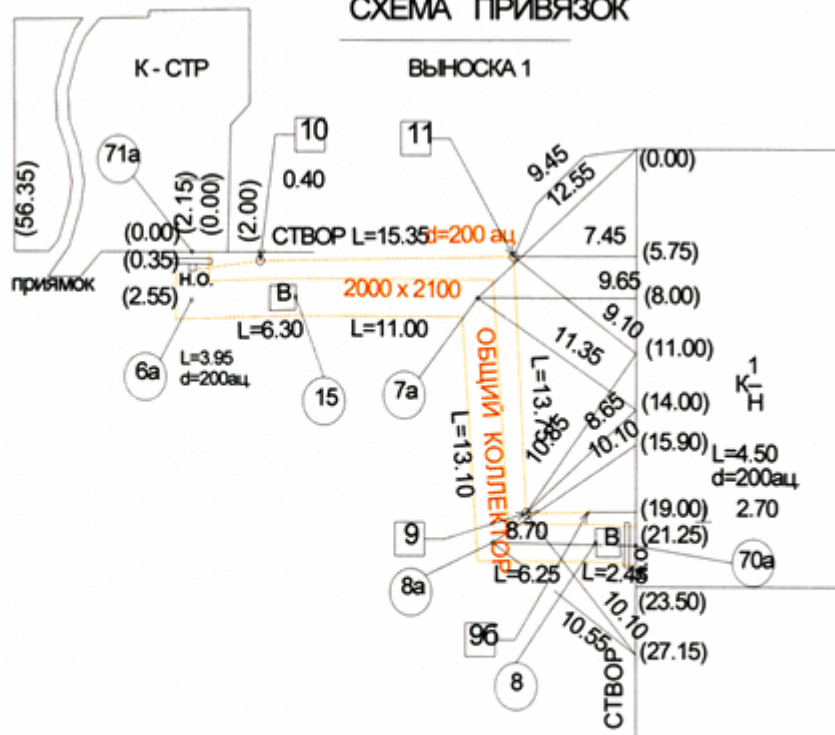 СХЕМА ПРИВЯЗОК
ВЫНОСКА 1
К - СТР
71а
10
11
0.40
9.45
12.55
(0.00)
(56.35)
(2.15)
(0.00)
(2.00)
(0.00)
СТВОР L=15.35
d=200 ац
7.45
(5.75)
(0.35)
приямок
н.о.
(2.55)
В
2000 x 2100
9.65
(8.00)
L=6.30
L=11.00
9.10
(11.00)
11.35
6а
L=3.95
d=200ац.
15
7а
ОБЩИЙ КОЛЛЕКТОР
8.65
10.85
10.10
(14.00)
К 1/Н
(15.90)
L=4.50
d=200ац.
L=13.10
(19.00)
2.70
9
8.70
В
(21.25)
70а
8а
L=6.25
L=2.45
(23.50)
9б
10.10
10.55
(27.15)
8
СТВОР